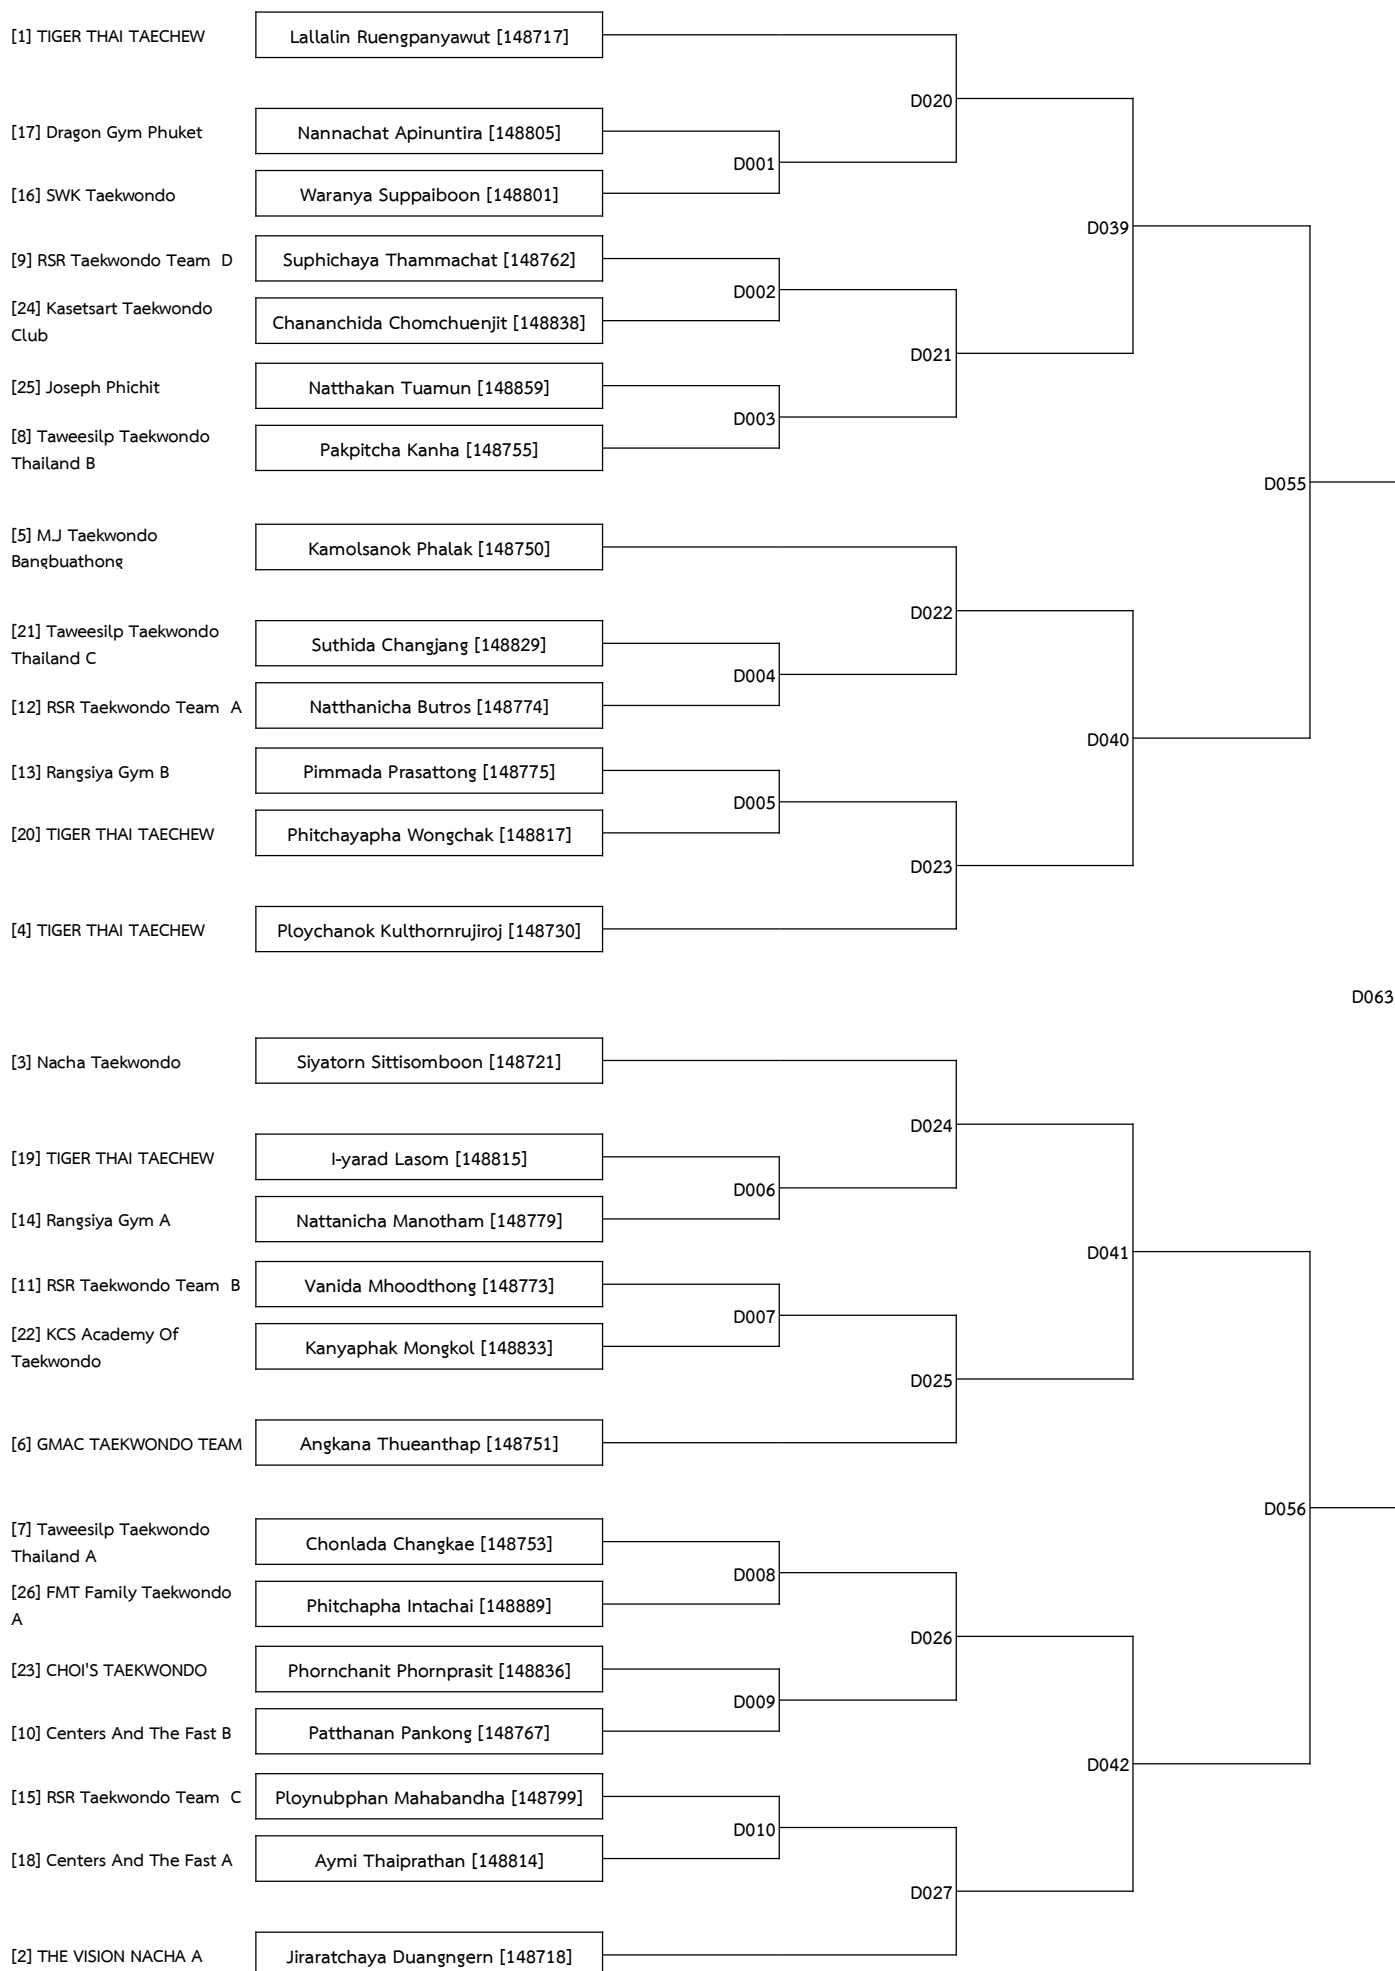 [1] TIGER THAI TAECHEW
Lallalin Ruengpanyawut [148717]
D020
[17] Dragon Gym Phuket
Nannachat Apinuntira [148805]
D001
[16] SWK Taekwondo
Waranya Suppaiboon [148801]
D039
[9] RSR Taekwondo Team  D
Suphichaya Thammachat [148762]
D002
[24] Kasetsart Taekwondo
Club
Chananchida Chomchuenjit [148838]
D021
[25] Joseph Phichit
Natthakan Tuamun [148859]
D003
[8] Taweesilp Taekwondo
Thailand B
Pakpitcha Kanha [148755]
D055
[5] M.J Taekwondo
Bangbuathong
Kamolsanok Phalak [148750]
D022
[21] Taweesilp Taekwondo
Thailand C
Suthida Changjang [148829]
D004
[12] RSR Taekwondo Team  A
Natthanicha Butros [148774]
D040
[13] Rangsiya Gym B
Pimmada Prasattong [148775]
D005
[20] TIGER THAI TAECHEW
Phitchayapha Wongchak [148817]
D023
[4] TIGER THAI TAECHEW
Ploychanok Kulthornrujiroj [148730]
D063
[3] Nacha Taekwondo
Siyatorn Sittisomboon [148721]
D024
[19] TIGER THAI TAECHEW
I-yarad Lasom [148815]
D006
[14] Rangsiya Gym A
Nattanicha Manotham [148779]
D041
[11] RSR Taekwondo Team  B
Vanida Mhoodthong [148773]
D007
[22] KCS Academy Of
Taekwondo
Kanyaphak Mongkol [148833]
D025
[6] GMAC TAEKWONDO TEAM
Angkana Thueanthap [148751]
D056
[7] Taweesilp Taekwondo
Thailand A
Chonlada Changkae [148753]
D008
[26] FMT Family Taekwondo
A
Phitchapha Intachai [148889]
D026
[23] CHOI'S TAEKWONDO
Phornchanit Phornprasit [148836]
D009
[10] Centers And The Fast B
Patthanan Pankong [148767]
D042
[15] RSR Taekwondo Team  C
Ploynubphan Mahabandha [148799]
D010
[18] Centers And The Fast A
Aymi Thaiprathan [148814]
D027
[2] THE VISION NACHA A
Jiraratchaya Duangngern [148718]